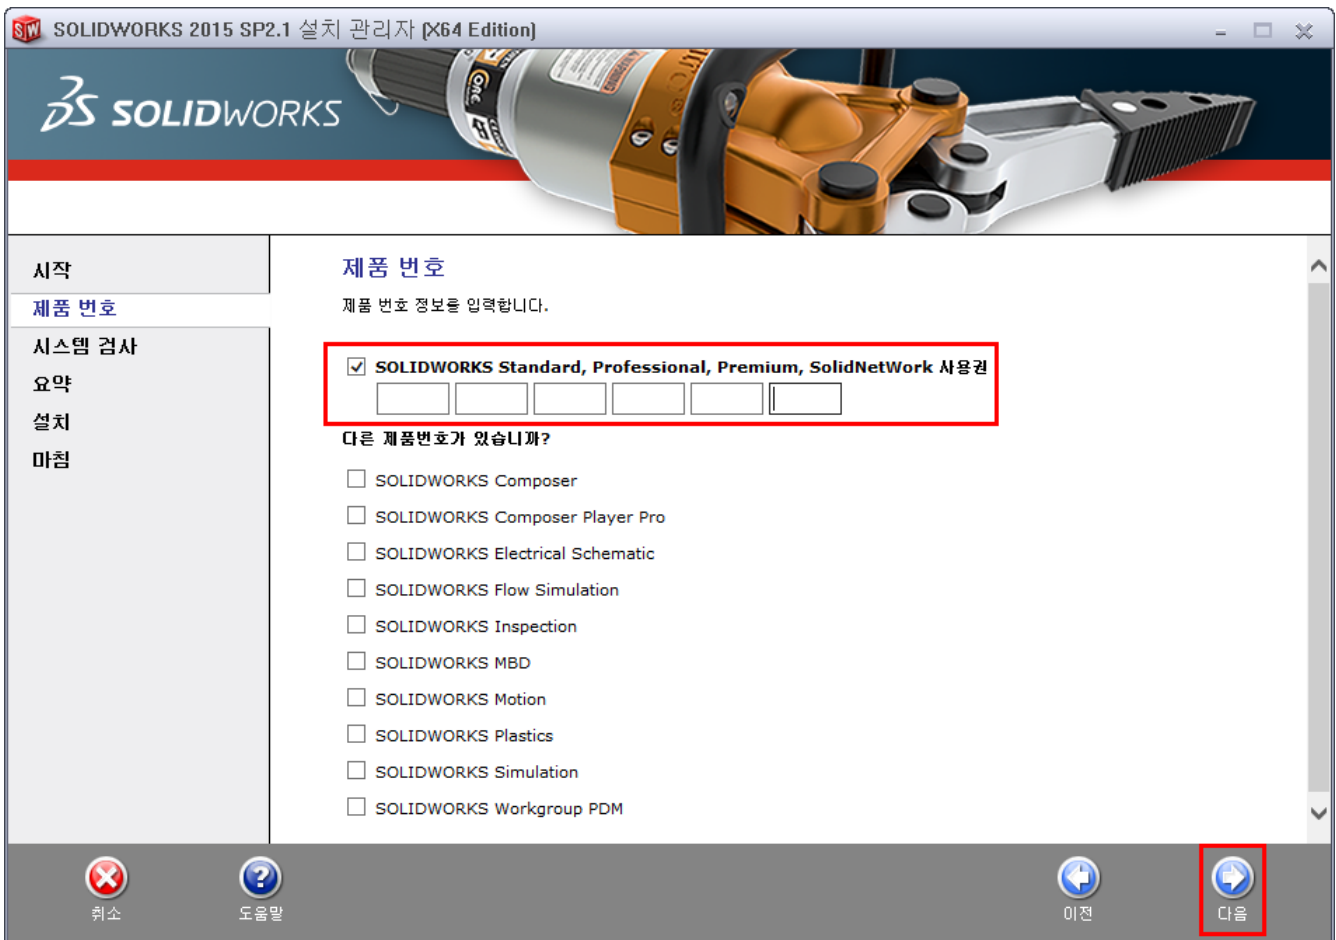 SOLIDWORKS 2015 SP2.1 설치 관리자 (X64 Edition)
SOLIDWORKS
시작
제품 번호
시스템 검사
요약
설치
마침
제품 번호
제품 번호 정보를 입력합니다.
SOLIDWORKS Standard, Professional, Premium, SolidNetWork 사용권
다른 제품번호가 있습니까?
SOLIDWORKS Composer
SOLIDWORKS Composer Player Pro
SOLIDWORKS Electrical Schematic
SOLIDWORKS Flow Simulation
SOLIDWORKS Inspection
SOLIDWORKS MBD
SOLIDWORKS Motion
SOLIDWORKS Plastics
SOLIDWORKS Simulation
SOLIDWORKS Workgroup PDM
취소
도움말
이전
다음